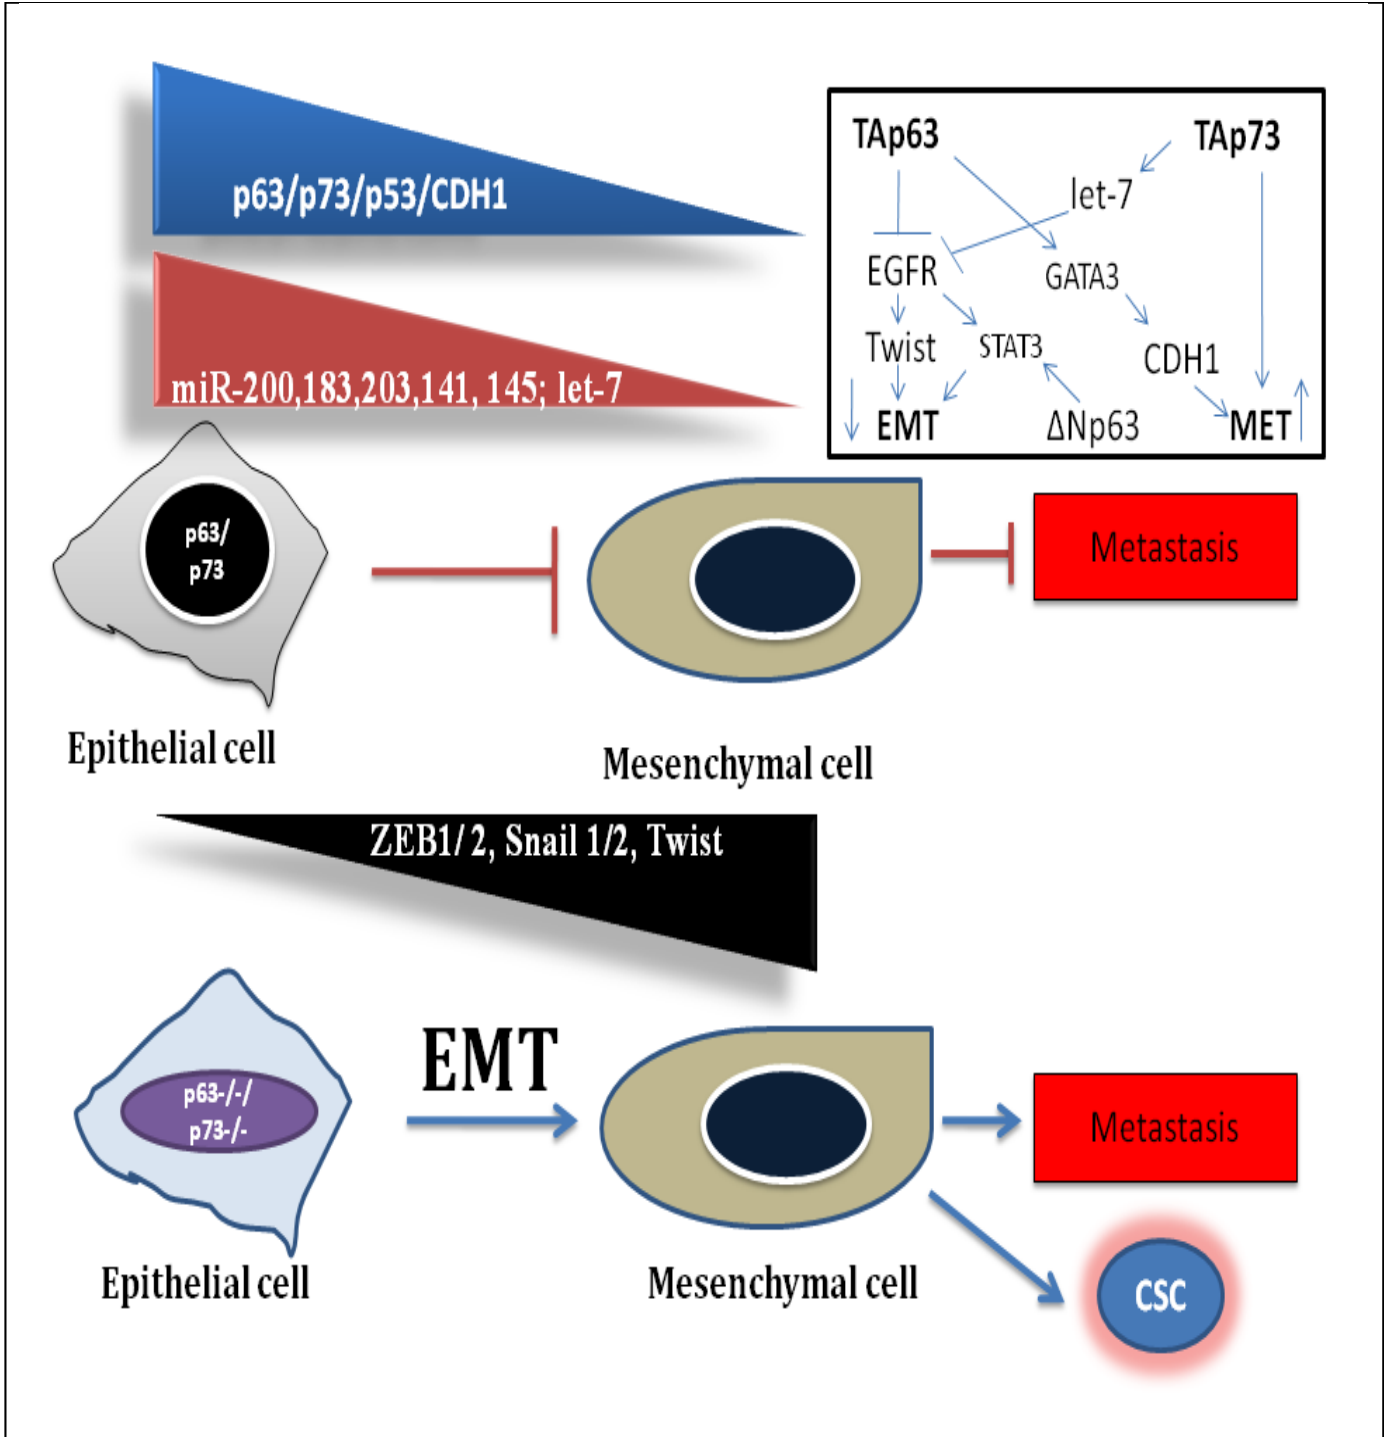 p63/p73/p53/CDH1
miR-200,183,203,141, 145; let-7
TAp63
TAp73
let-7
EGFR
GATA3
Twist
STAT3
CDH1
EMT
ΔNp63
MET
p63/
p73
Metastasis
Epithelial cell
Mesenchymal cell
ZEB1/ 2, Snail 1/2, Twist
p63-/-/
p73-/-
EMT
Metastasis
Epithelial cell
Mesenchymal cell
CSC